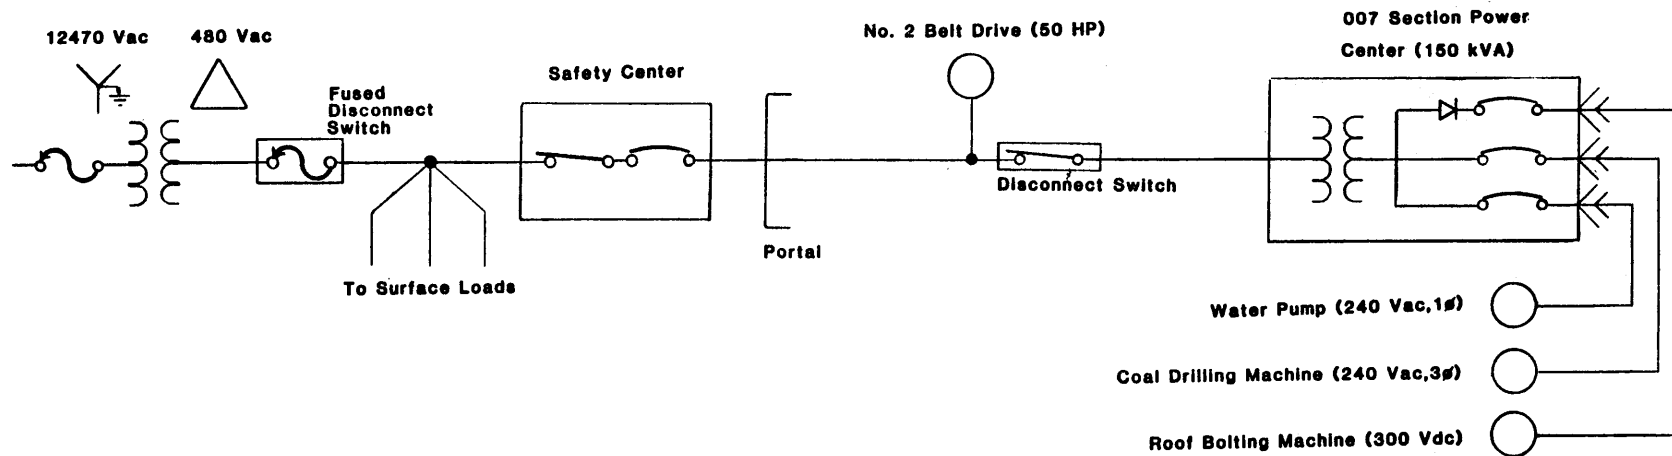 12470 Vac
480 Vac
Fused
Disconnect
Switch
To Surface Loads
Safety Center
Portal
No. 2 Belt Drive (50 HP)
Disconnect Switch
007 Section Power
Center (150 kVA)
Water Pump (240 Vac,1ø)
Coal Drilling Machine (240 Vac,3ø)
Roof Bolting Machine (300 Vdc)